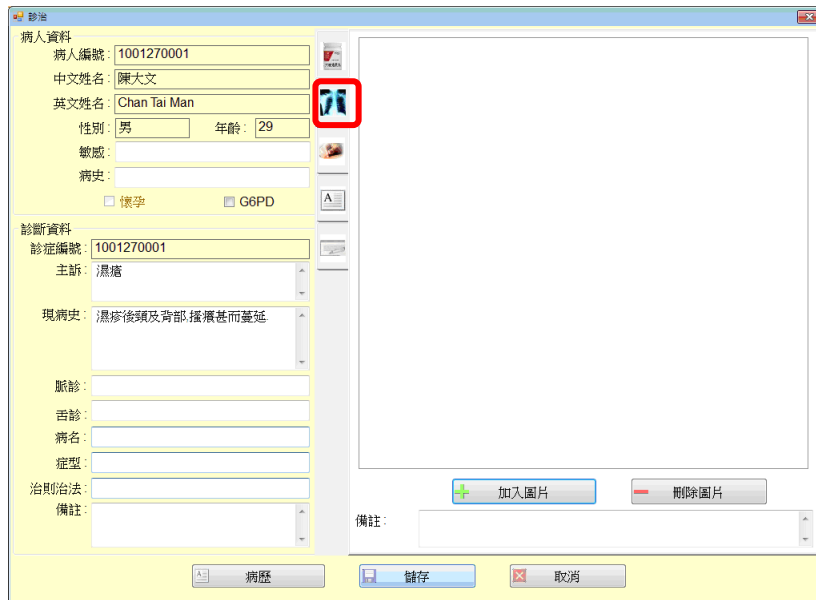 診治
病人資料
病人編號：1001270001
中文姓名：陳大文
英文姓名：Chan Tai Man
性別：男 年齡：29
敏感：
病史：
懷孕 G6PD
診斷資料
診症編號：1001270001
主訴：濕瘡
現病史：濕疹後頸及背部,搔癢甚而蔓延.
脈診：
舌診：
病名：
症型：
治則治法：
備註：
A
加入圖片 刪除圖片
備註：
病歷 儲存 取消